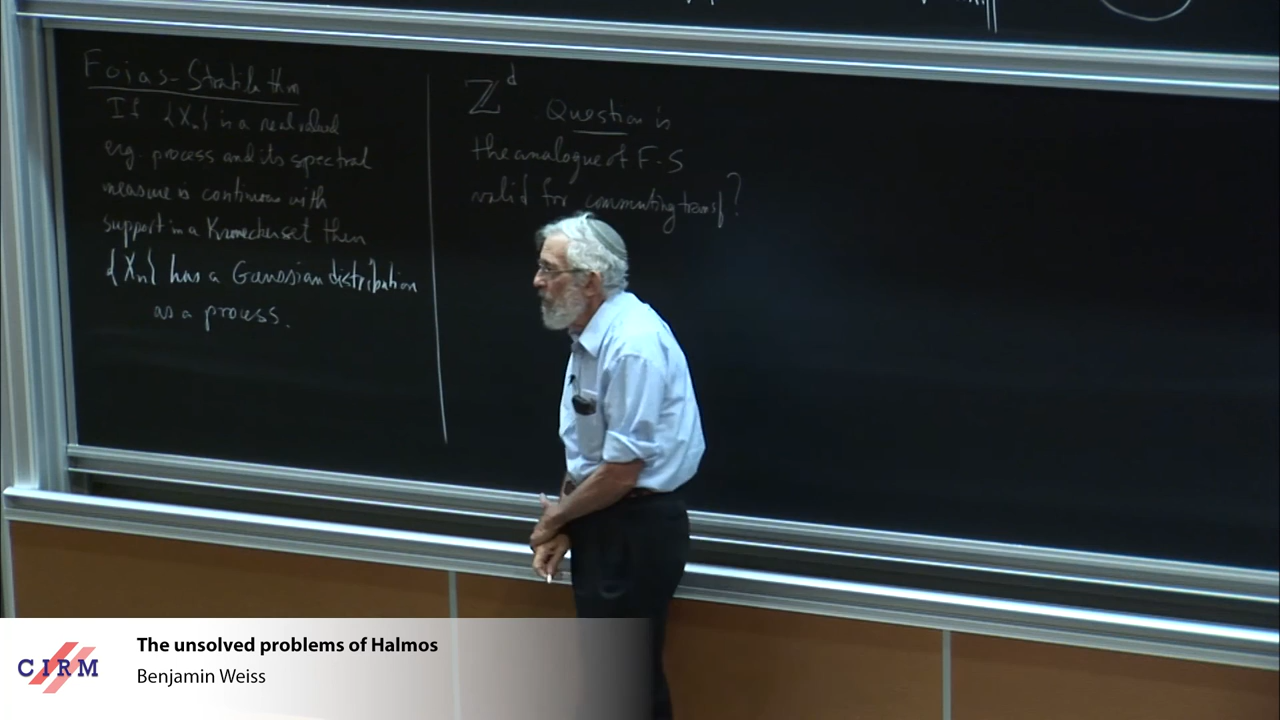 Foias-Stratila thm
If {Xn} is a real valued
erg. process and its spectral
measure is continuous with
support in a Kronecker set then
{Xn} has a Gaussian distribution
as a process.
ℤ^d Question is
the analogue of F-S
valid for commuting transf?
CIRM
The unsolved problems of Halmos
Benjamin Weiss